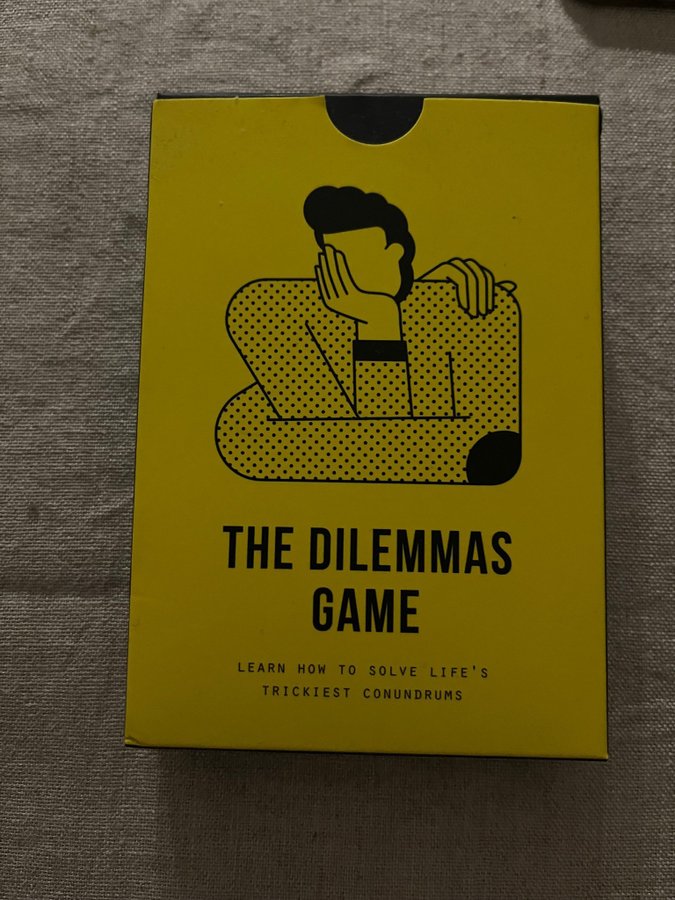 THE DILEMMAS
GAME
LEARN HOW TO SOLVE LIFE'S
TRICKIEST CONUNDRUMS